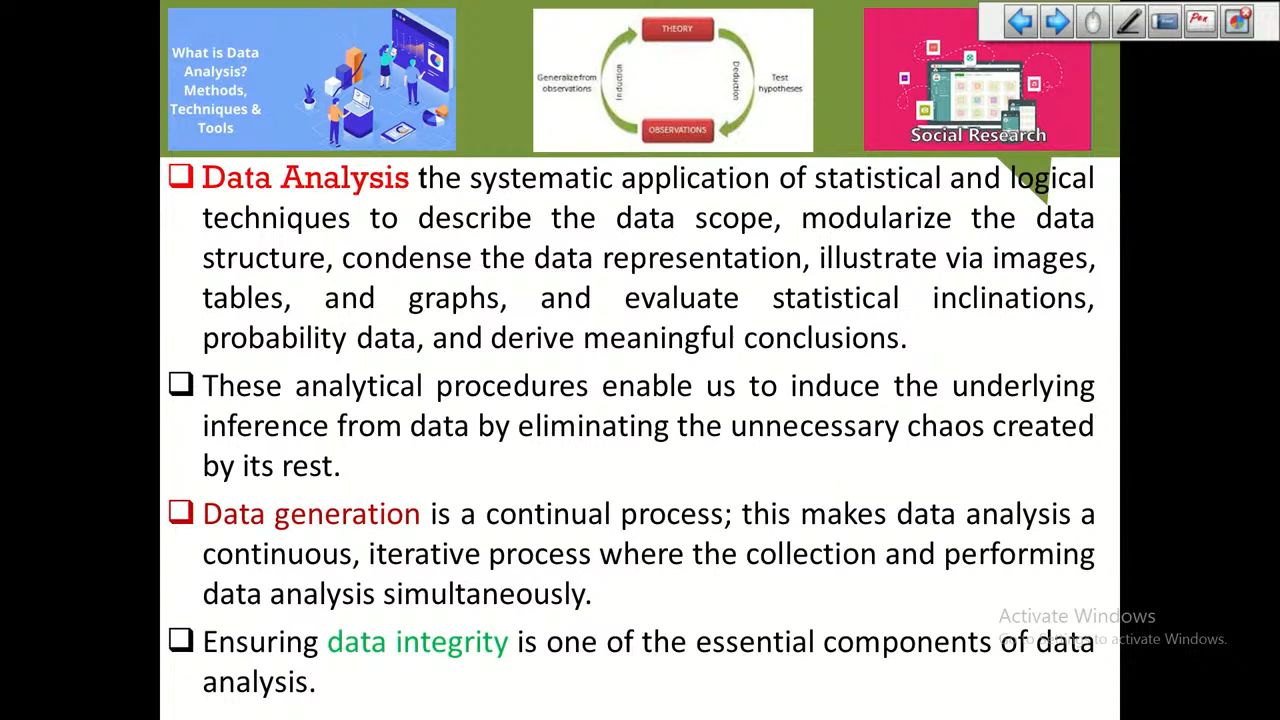 What is Data
Analysis?
Methods,
Techniques &
Tools
THEORY
Generalize from
observations
Induction
Deduction
Test
hypotheses
OBSERVATIONS
Social Research
Pen
Data Analysis the systematic application of statistical and logical
techniques to describe the data scope, modularize the data
structure, condense the data representation, illustrate via images,
tables, and graphs, and evaluate statistical inclinations,
probability data, and derive meaningful conclusions.
These analytical procedures enable us to induce the underlying
inference from data by eliminating the unnecessary chaos created
by its rest.
Data generation is a continual process; this makes data analysis a
continuous, iterative process where the collection and performing
data analysis simultaneously.
Ensuring data integrity is one of the essential components of data
analysis.
Activate Windows
Go to Settings to activate Windows.